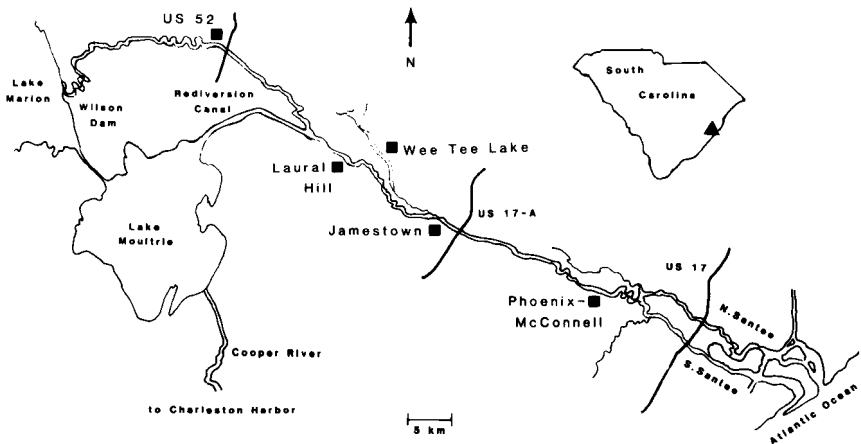 US 52
N
South
Carolina
Lake
Marion
Wilson
Dam
Rediversion
Canal
Wee Tee Lake
Laural
Hill
US 17-A
Lake
Moultrie
Jamestown
US 17
Phoenix-
McConnell
N. Santee
S. Santee
Cooper River
Atlantic Ocean
to Charleston Harbor
5 km